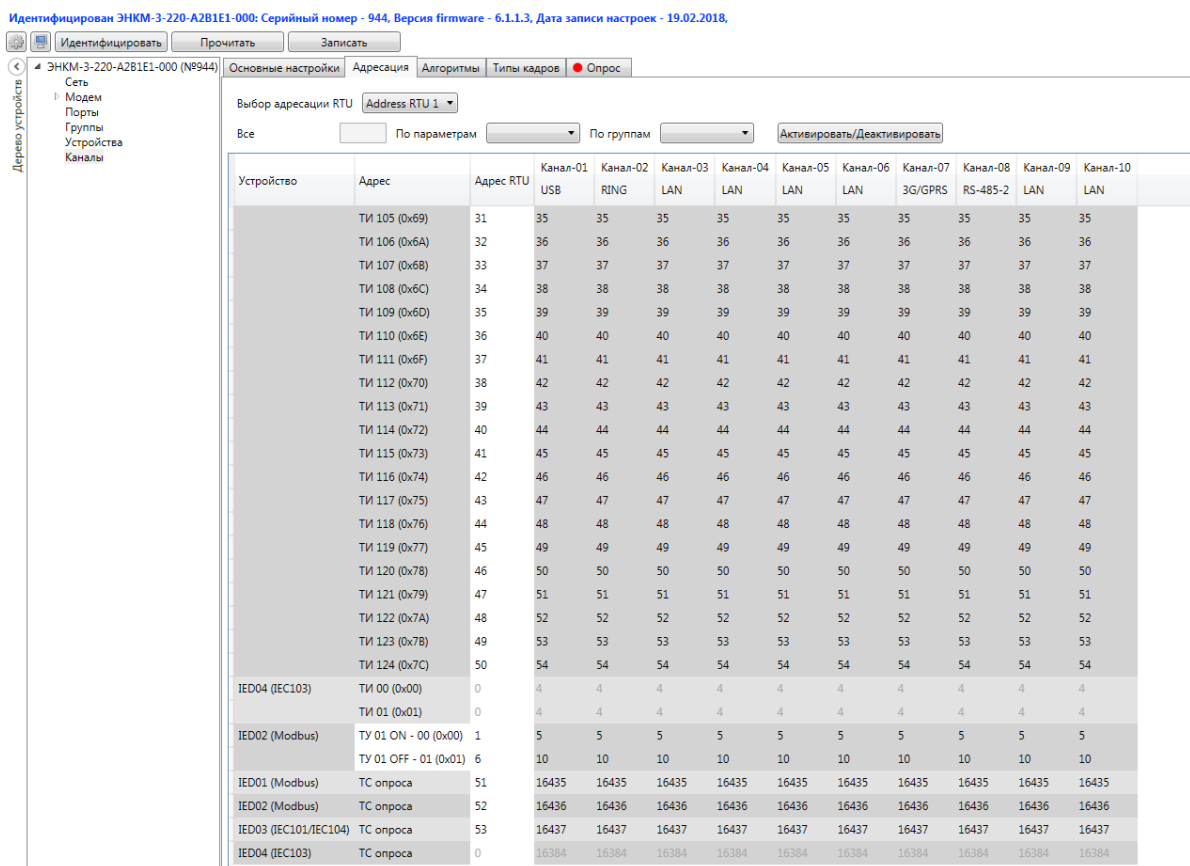 Идентифицирован ЭНКМ-3-220-A2B1E1-000: Серийный номер - 944, Версия firmware - 6.1.1.3, Дата записи настроек - 19.02.2018,
Идентифицировать Прочитать Записать
ЭНКМ-3-220-A2B1E1-000 (№944)
Сеть
Модем
Порты
Группы
Устройства
Каналы
Дерево устройств
Основные настройки Адресация Алгоритмы Типы кадров Опрос
Выбор адресации RTU Address RTU 1
Все По параметрам По группам Активировать/Деактивировать
Устройство Адрес Адрес RTU Канал-01 Канал-02 Канал-03 Канал-04 Канал-05 Канал-06 Канал-07 Канал-08 Канал-09 Канал-10
USB RING LAN LAN LAN LAN 3G/GPRS RS-485-2 LAN LAN
ТИ 105 (0x69) 31 35 35 35 35 35 35 35 35 35 35
ТИ 106 (0x6A) 32 36 36 36 36 36 36 36 36 36 36
ТИ 107 (0x6B) 33 37 37 37 37 37 37 37 37 37 37
ТИ 108 (0x6C) 34 38 38 38 38 38 38 38 38 38 38
ТИ 109 (0x6D) 35 39 39 39 39 39 39 39 39 39 39
ТИ 110 (0x6E) 36 40 40 40 40 40 40 40 40 40 40
ТИ 111 (0x6F) 37 41 41 41 41 41 41 41 41 41 41
ТИ 112 (0x70) 38 42 42 42 42 42 42 42 42 42 42
ТИ 113 (0x71) 39 43 43 43 43 43 43 43 43 43 43
ТИ 114 (0x72) 40 44 44 44 44 44 44 44 44 44 44
ТИ 115 (0x73) 41 45 45 45 45 45 45 45 45 45 45
ТИ 116 (0x74) 42 46 46 46 46 46 46 46 46 46 46
ТИ 117 (0x75) 43 47 47 47 47 47 47 47 47 47 47
ТИ 118 (0x76) 44 48 48 48 48 48 48 48 48 48 48
ТИ 119 (0x77) 45 49 49 49 49 49 49 49 49 49 49
ТИ 120 (0x78) 46 50 50 50 50 50 50 50 50 50 50
ТИ 121 (0x79) 47 51 51 51 51 51 51 51 51 51 51
ТИ 122 (0x7A) 48 52 52 52 52 52 52 52 52 52 52
ТИ 123 (0x7B) 49 53 53 53 53 53 53 53 53 53 53
ТИ 124 (0x7C) 50 54 54 54 54 54 54 54 54 54 54
IED04 (IEC103) ТИ 00 (0x00) 0 4 4 4 4 4 4 4 4 4 4
ТИ 01 (0x01) 0 4 4 4 4 4 4 4 4 4 4
IED02 (Modbus) ТУ 01 ON - 00 (0x00) 1 5 5 5 5 5 5 5 5 5 5
ТУ 01 OFF - 01 (0x01) 6 10 10 10 10 10 10 10 10 10 10
IED01 (Modbus) ТС опроса 51 16435 16435 16435 16435 16435 16435 16435 16435 16435 16435
IED02 (Modbus) ТС опроса 52 16436 16436 16436 16436 16436 16436 16436 16436 16436 16436
IED03 (IEC101/IEC104) ТС опроса 53 16437 16437 16437 16437 16437 16437 16437 16437 16437 16437
IED04 (IEC103) ТС опроса 0 16384 16384 16384 16384 16384 16384 16384 16384 16384 16384